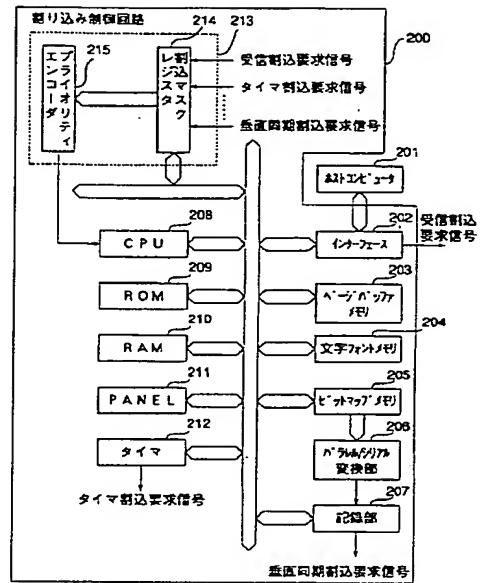 割り込み制御回路
200
213
214
215
プライオリティエンコーダ
割込マスクレジスタ
受信割込要求信号
タイマ割込要求信号
垂直同期割込要求信号
201
ホストコンピュータ
208
CPU
202
インターフェース
受信割込
要求信号
209
ROM
203
ページバッファ
メモリ
210
RAM
204
文字フォントメモリ
211
PANEL
205
ビットマップメモリ
212
タイマ
206
パラレル/シリアル
変換部
タイマ割込要求信号
207
記録部
垂直同期割込要求信号